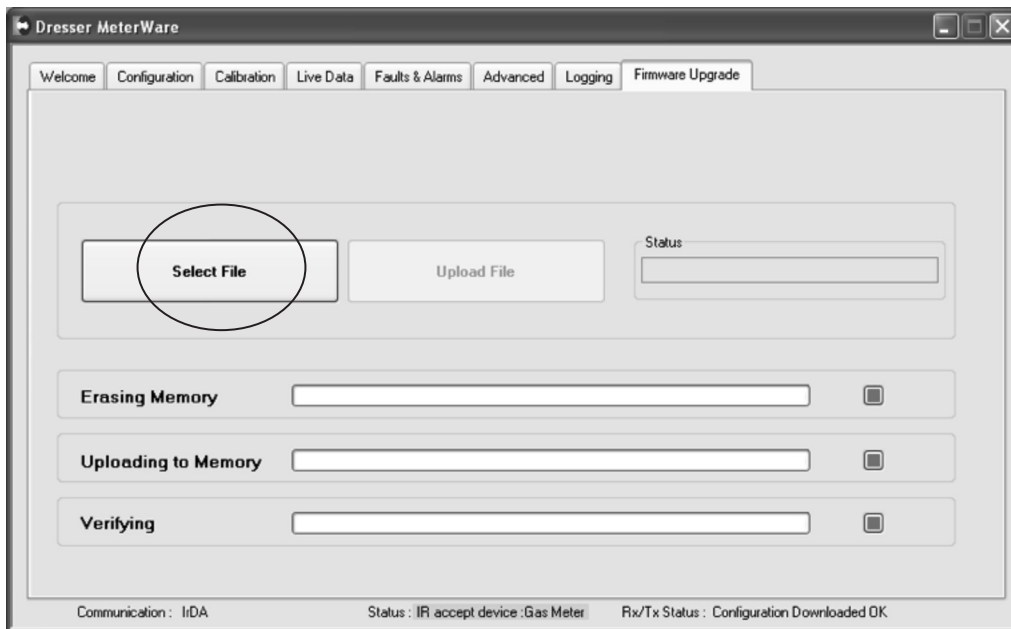 Dresser MeterWare
Welcome Configuration Calibration Live Data Faults & Alarms Advanced Logging Firmware Upgrade
Select File Upload File Status
Erasing Memory
Uploading to Memory
Verifying
Communication : IrDA Status : IR accept device :Gas Meter Rx/Tx Status : Configuration Downloaded OK